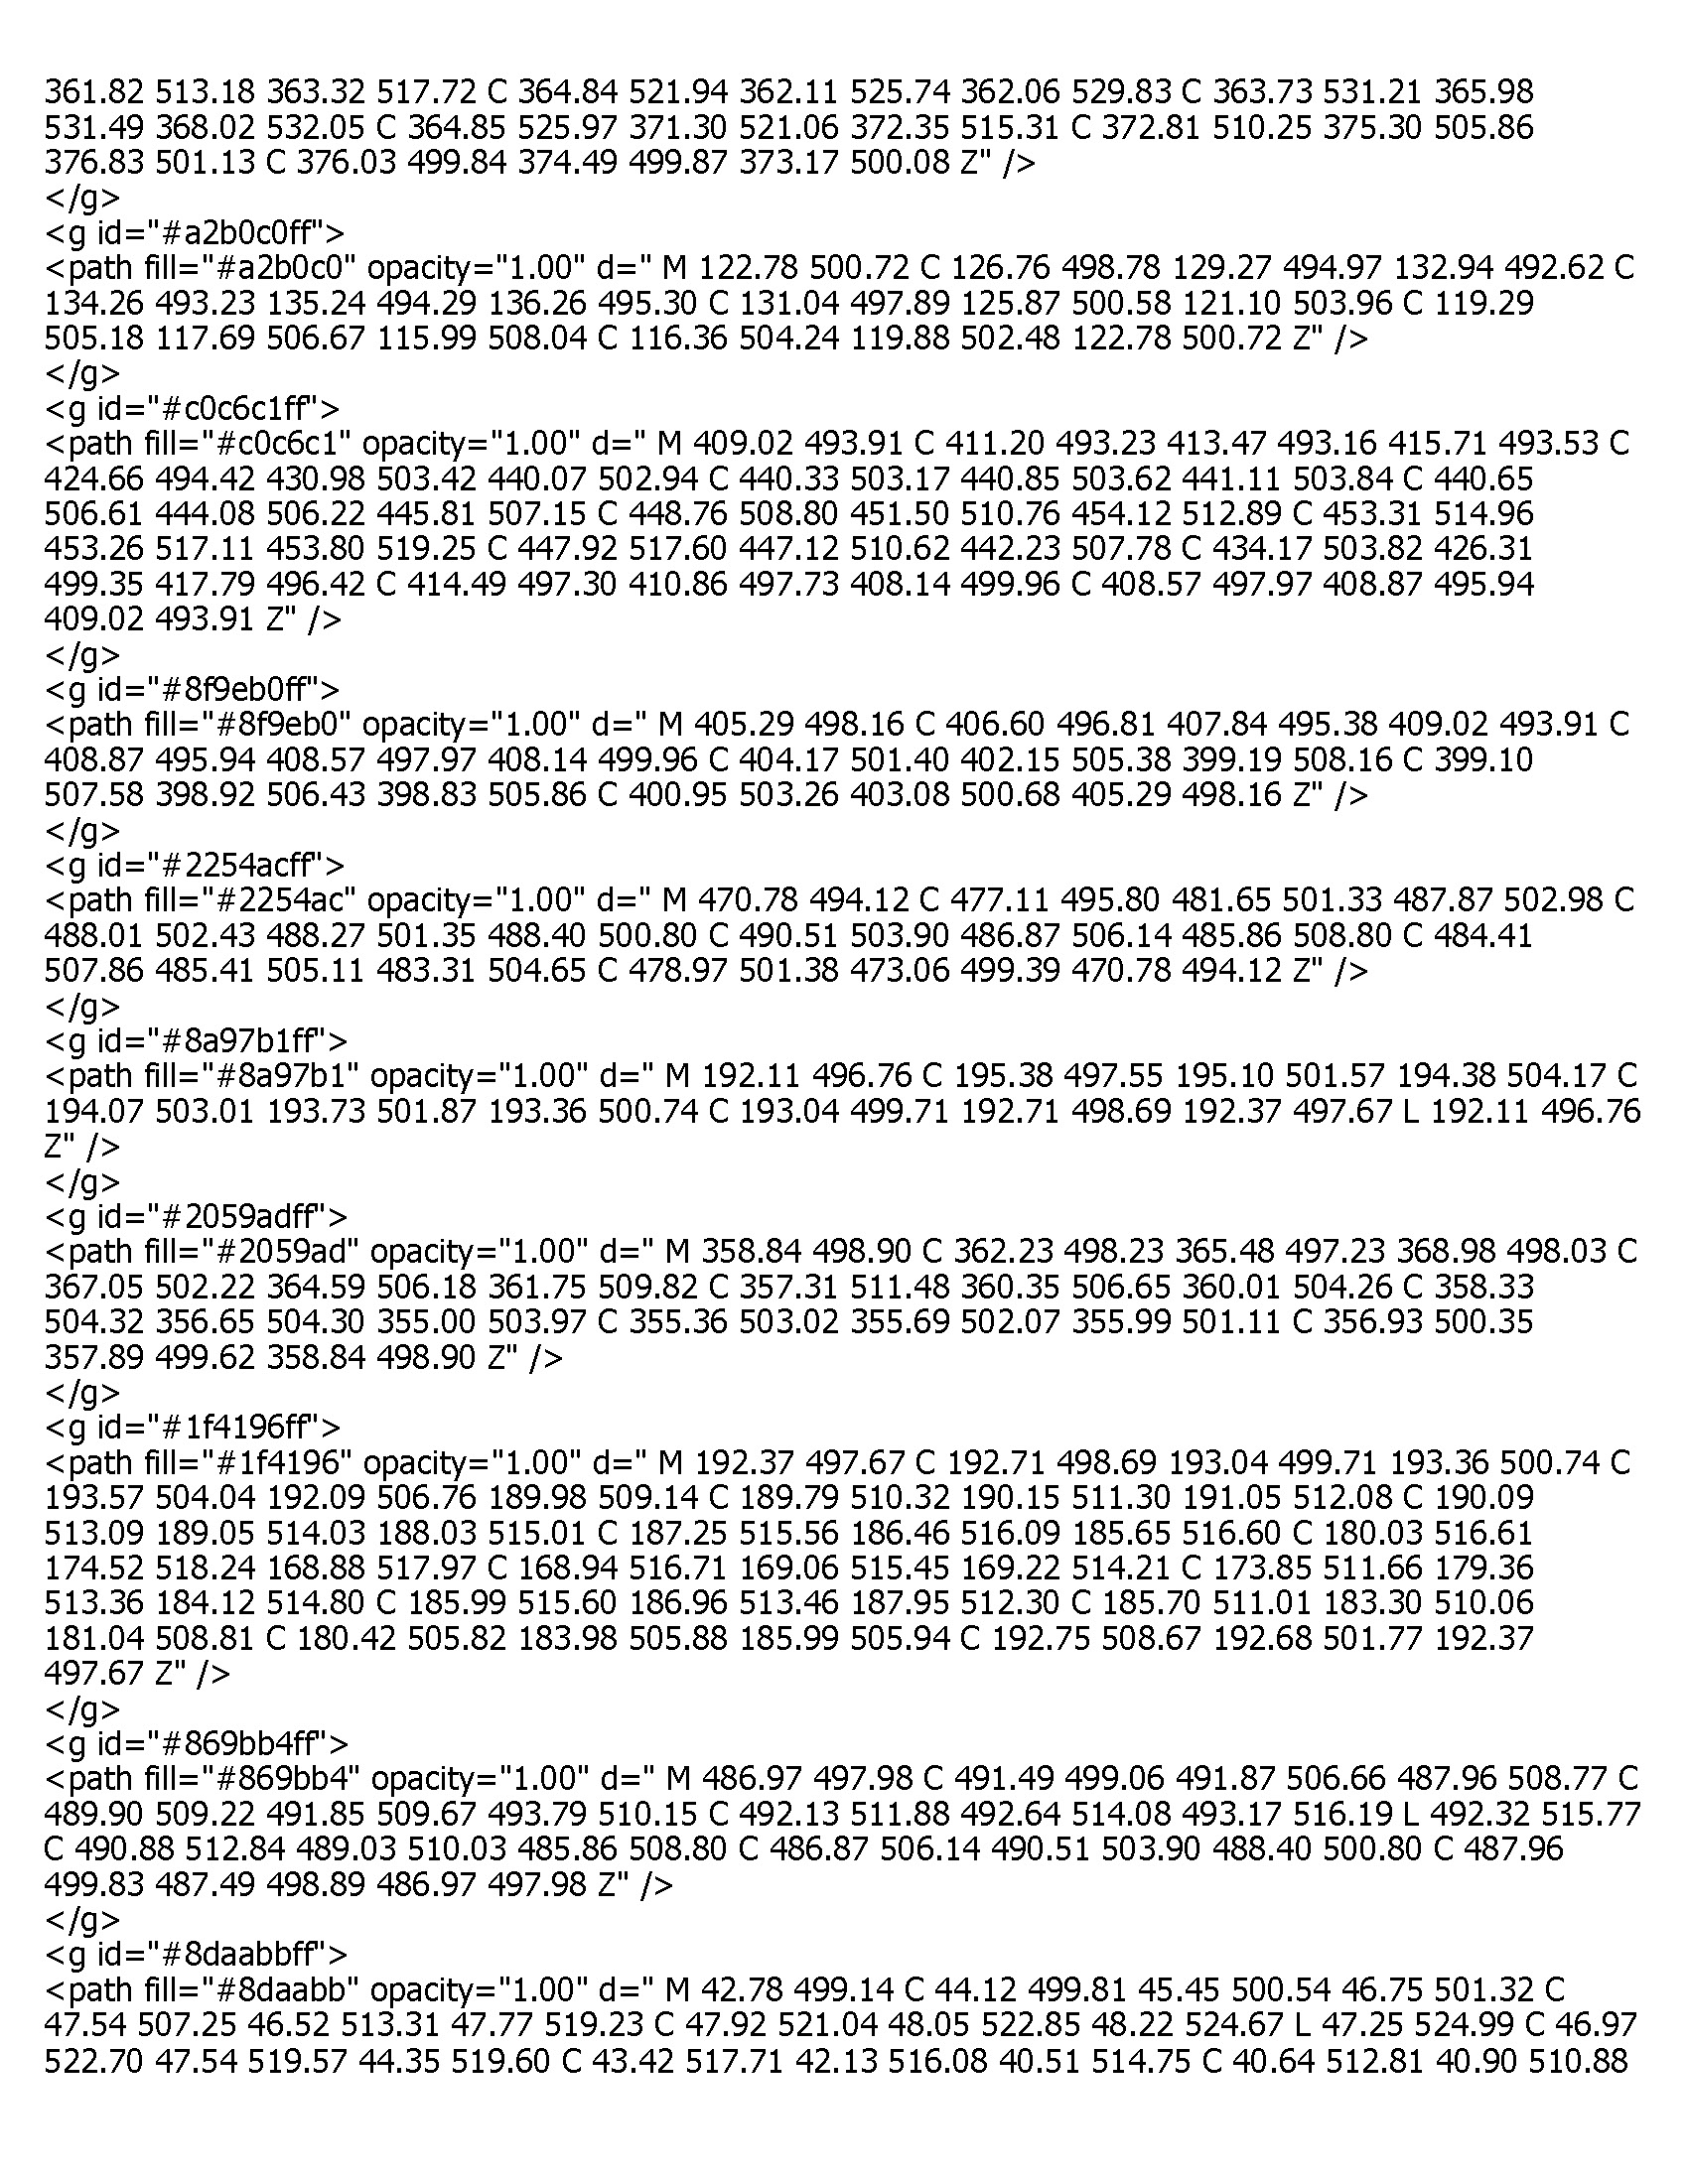 361.82 513.18 363.32 517.72 C 364.84 521.94 362.11 525.74 362.06 529.83 C 363.73 531.21 365.98
531.49 368.02 532.05 C 364.85 525.97 371.30 521.06 372.35 515.31 C 372.81 510.25 375.30 505.86
376.83 501.13 C 376.03 499.84 374.49 499.87 373.17 500.08 Z" />
</g>
<g id="#a2b0c0ff">
<path fill="#a2b0c0" opacity="1.00" d=" M 122.78 500.72 C 126.76 498.78 129.27 494.97 132.94 492.62 C
134.26 493.23 135.24 494.29 136.26 495.30 C 131.04 497.89 125.87 500.58 121.10 503.96 C 119.29
505.18 117.69 506.67 115.99 508.04 C 116.36 504.24 119.88 502.48 122.78 500.72 Z" />
</g>
<g id="#c0c6c1ff">
<path fill="#c0c6c1" opacity="1.00" d=" M 409.02 493.91 C 411.20 493.23 413.47 493.16 415.71 493.53 C
424.66 494.42 430.98 503.42 440.07 502.94 C 440.33 503.17 440.85 503.62 441.11 503.84 C 440.65
506.61 444.08 506.22 445.81 507.15 C 448.76 508.80 451.50 510.76 454.12 512.89 C 453.31 514.96
453.26 517.11 453.80 519.25 C 447.92 517.60 447.12 510.62 442.23 507.78 C 434.17 503.82 426.31
499.35 417.79 496.42 C 414.49 497.30 410.86 497.73 408.14 499.96 C 408.57 497.97 408.87 495.94
409.02 493.91 Z" />
</g>
<g id="#8f9eb0ff">
<path fill="#8f9eb0" opacity="1.00" d=" M 405.29 498.16 C 406.60 496.81 407.84 495.38 409.02 493.91 C
408.87 495.94 408.57 497.97 408.14 499.96 C 404.17 501.40 402.15 505.38 399.19 508.16 C 399.10
507.58 398.92 506.43 398.83 505.86 C 400.95 503.26 403.08 500.68 405.29 498.16 Z" />
</g>
<g id="#2254acff">
<path fill="#2254ac" opacity="1.00" d=" M 470.78 494.12 C 477.11 495.80 481.65 501.33 487.87 502.98 C
488.01 502.43 488.27 501.35 488.40 500.80 C 490.51 503.90 486.87 506.14 485.86 508.80 C 484.41
507.86 485.41 505.11 483.31 504.65 C 478.97 501.38 473.06 499.39 470.78 494.12 Z" />
</g>
<g id="#8a97b1ff">
<path fill="#8a97b1" opacity="1.00" d=" M 192.11 496.76 C 195.38 497.55 195.10 501.57 194.38 504.17 C
194.07 503.01 193.73 501.87 193.36 500.74 C 193.04 499.71 192.71 498.69 192.37 497.67 L 192.11 496.76
Z" />
</g>
<g id="#2059adff">
<path fill="#2059ad" opacity="1.00" d=" M 358.84 498.90 C 362.23 498.23 365.48 497.23 368.98 498.03 C
367.05 502.22 364.59 506.18 361.75 509.82 C 357.31 511.48 360.35 506.65 360.01 504.26 C 358.33
504.32 356.65 504.30 355.00 503.97 C 355.36 503.02 355.69 502.07 355.99 501.11 C 356.93 500.35
357.89 499.62 358.84 498.90 Z" />
</g>
<g id="#1f4196ff">
<path fill="#1f4196" opacity="1.00" d=" M 192.37 497.67 C 192.71 498.69 193.04 499.71 193.36 500.74 C
193.57 504.04 192.09 506.76 189.98 509.14 C 189.79 510.32 190.15 511.30 191.05 512.08 C 190.09
513.09 189.05 514.03 188.03 515.01 C 187.25 515.56 186.46 516.09 185.65 516.60 C 180.03 516.61
174.52 518.24 168.88 517.97 C 168.94 516.71 169.06 515.45 169.22 514.21 C 173.85 511.66 179.36
513.36 184.12 514.80 C 185.99 515.60 186.96 513.46 187.95 512.30 C 185.70 511.01 183.30 510.06
181.04 508.81 C 180.42 505.82 183.98 505.88 185.99 505.94 C 192.75 508.67 192.68 501.77 192.37
497.67 Z" />
</g>
<g id="#869bb4ff">
<path fill="#869bb4" opacity="1.00" d=" M 486.97 497.98 C 491.49 499.06 491.87 506.66 487.96 508.77 C
489.90 509.22 491.85 509.67 493.79 510.15 C 492.13 511.88 492.64 514.08 493.17 516.19 L 492.32 515.77
C 490.88 512.84 489.03 510.03 485.86 508.80 C 486.87 506.14 490.51 503.90 488.40 500.80 C 487.96
499.83 487.49 498.89 486.97 497.98 Z" />
</g>
<g id="#8daabbff">
<path fill="#8daabb" opacity="1.00" d=" M 42.78 499.14 C 44.12 499.81 45.45 500.54 46.75 501.32 C
47.54 507.25 46.52 513.31 47.77 519.23 C 47.92 521.04 48.05 522.85 48.22 524.67 L 47.25 524.99 C 46.97
522.70 47.54 519.57 44.35 519.60 C 43.42 517.71 42.13 516.08 40.51 514.75 C 40.64 512.81 40.90 510.88